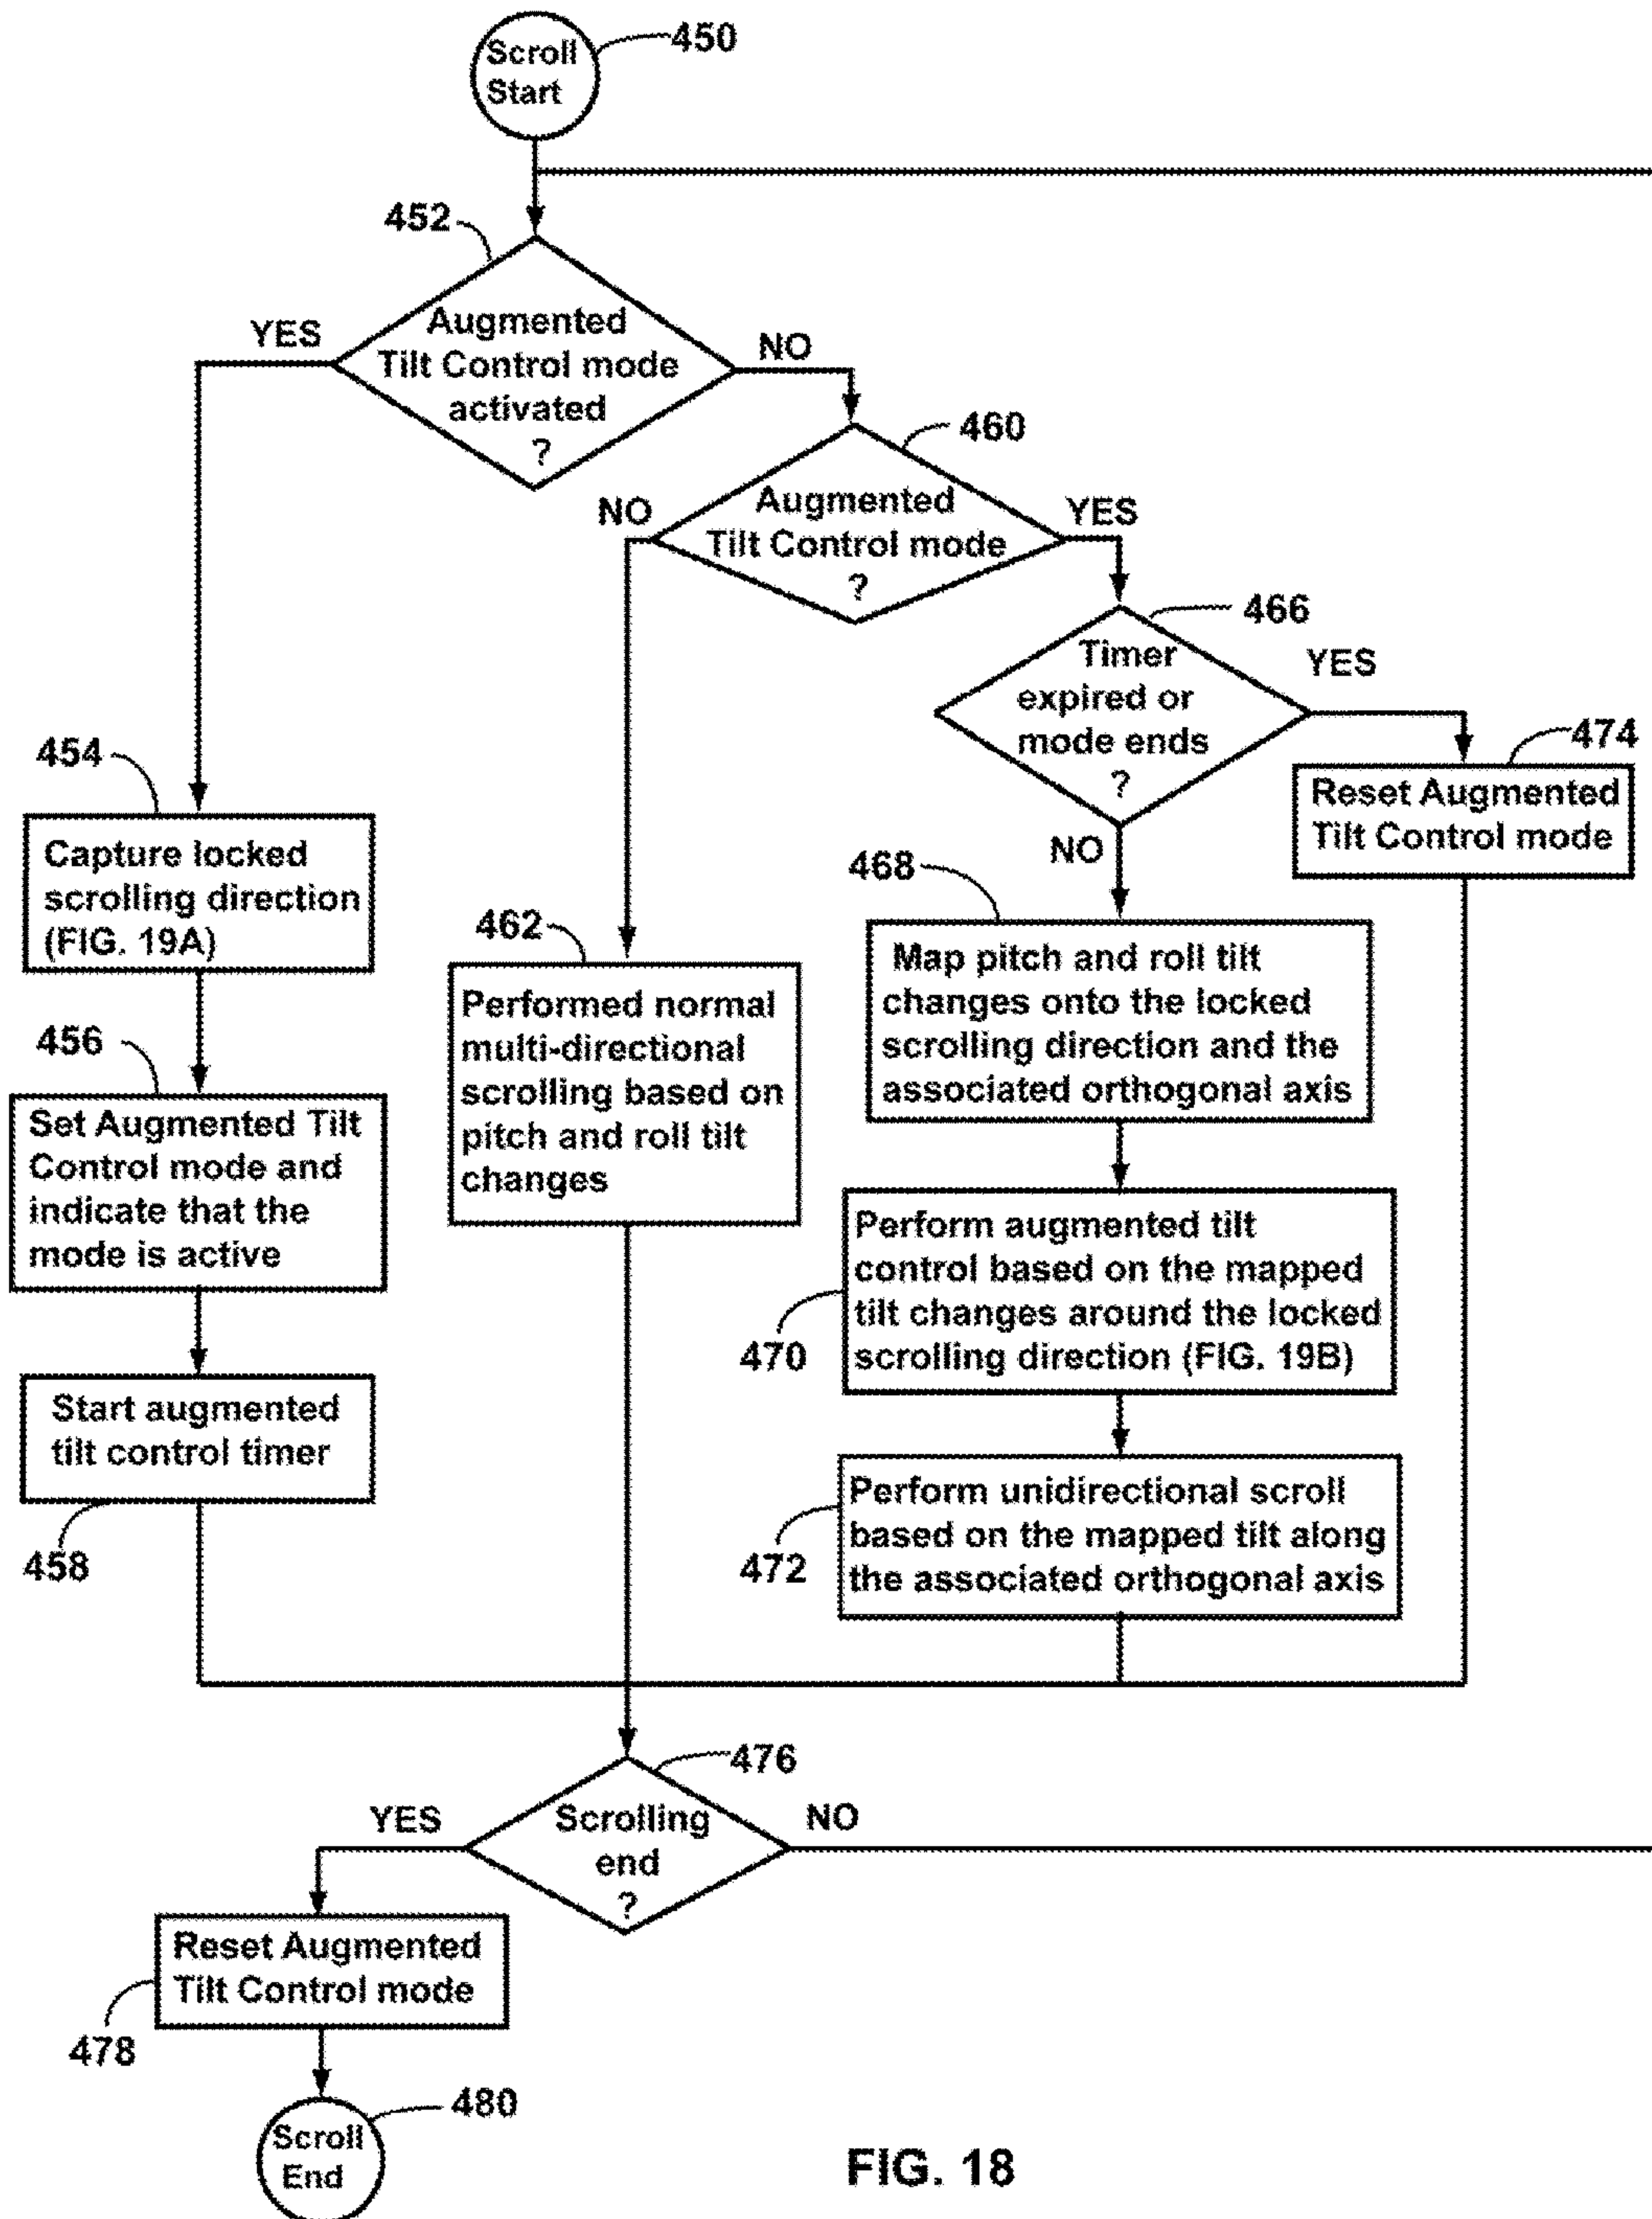 Scroll
Start
450
452
Augmented
Tilt Control mode
activated
?
YES
NO
460
Augmented
Tilt Control mode
?
NO
YES
466
Timer
expired or
mode ends
?
YES
NO
474
Reset Augmented
Tilt Control mode
454
Capture locked
scrolling direction
(FIG. 19A)
456
Set Augmented Tilt
Control mode and
indicate that the
mode is active
Start augmented
tilt control timer
458
462
Performed normal
multi-directional
scrolling based on
pitch and roll tilt
changes
468
Map pitch and roll tilt
changes onto the locked
scrolling direction and the
associated orthogonal axis
Perform augmented tilt
control based on the mapped
tilt changes around the locked
scrolling direction (FIG. 19B)
470
Perform unidirectional scroll
based on the mapped tilt along
the associated orthogonal axis
472
476
Scrolling
end
?
YES
NO
Reset Augmented
Tilt Control mode
478
480
Scroll
End
FIG. 18